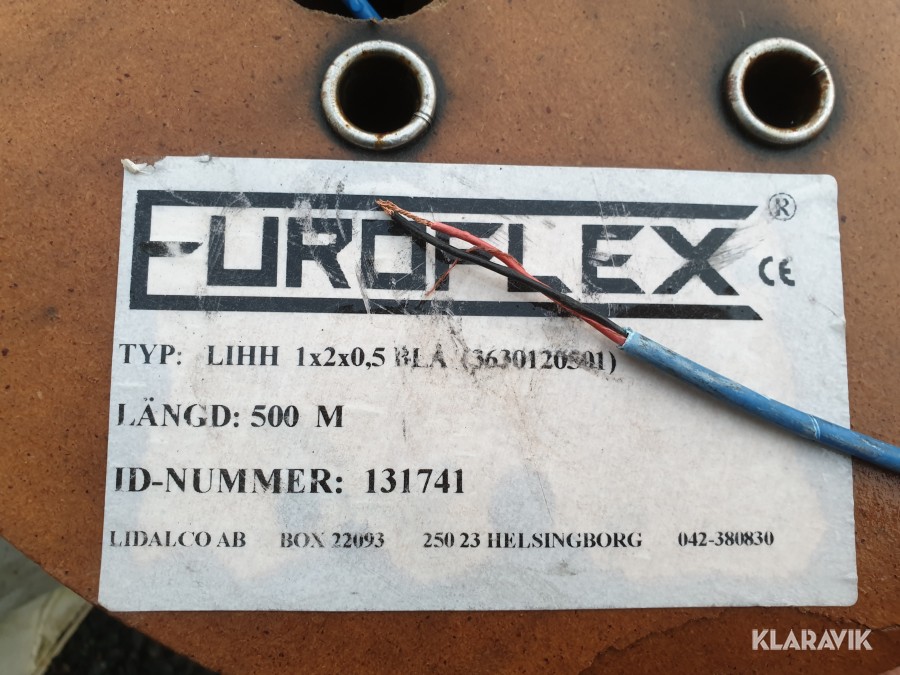 EUROFLEX ®
CE
TYP: LIHH 1x2x0,5 BLÅ (3630120501)
LÄNGD: 500 M
ID-NUMMER: 131741
LIDALCO AB BOX 22093 250 23 HELSINGBORG 042-380830
KLARAVIK